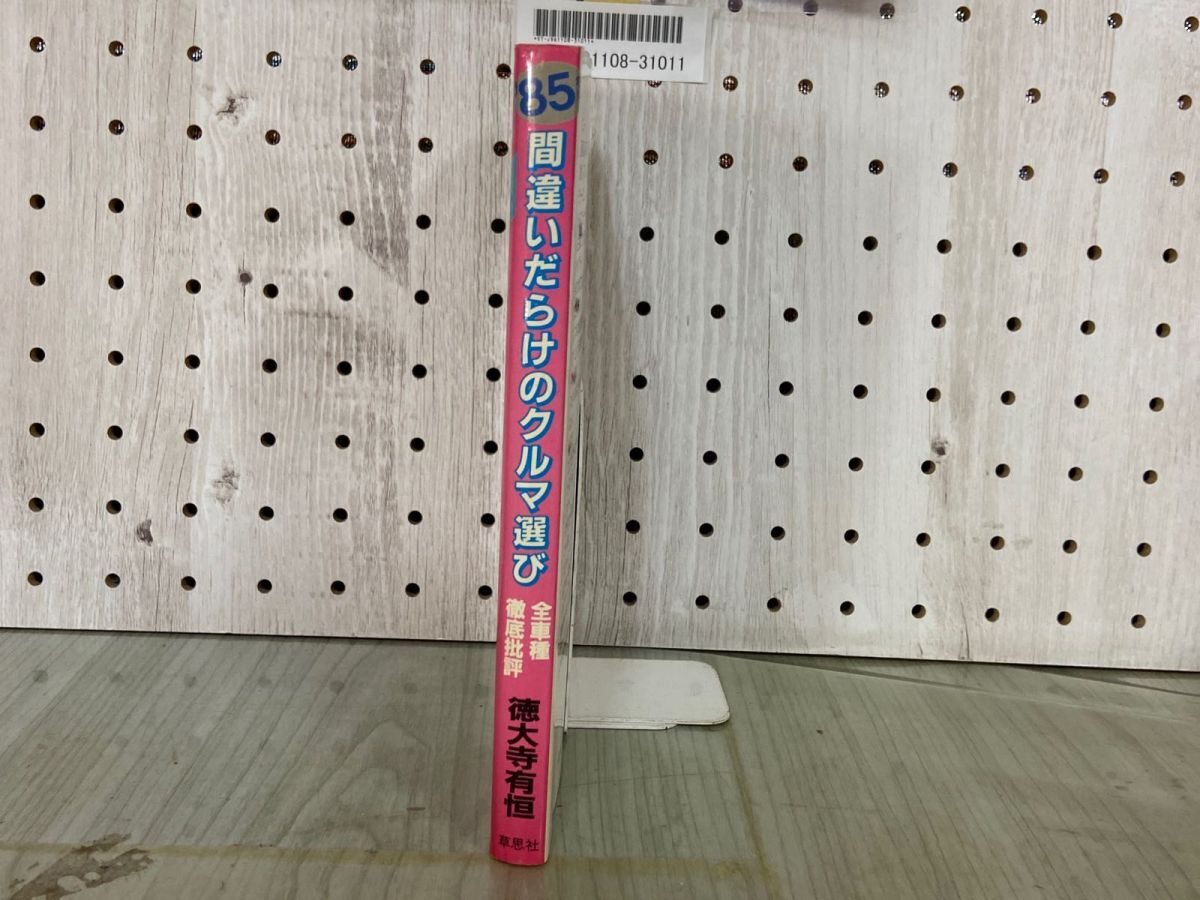 1108-31011
85
間違いだらけのクルマ選び
全車種
徹底批評
徳大寺有恒
草思社